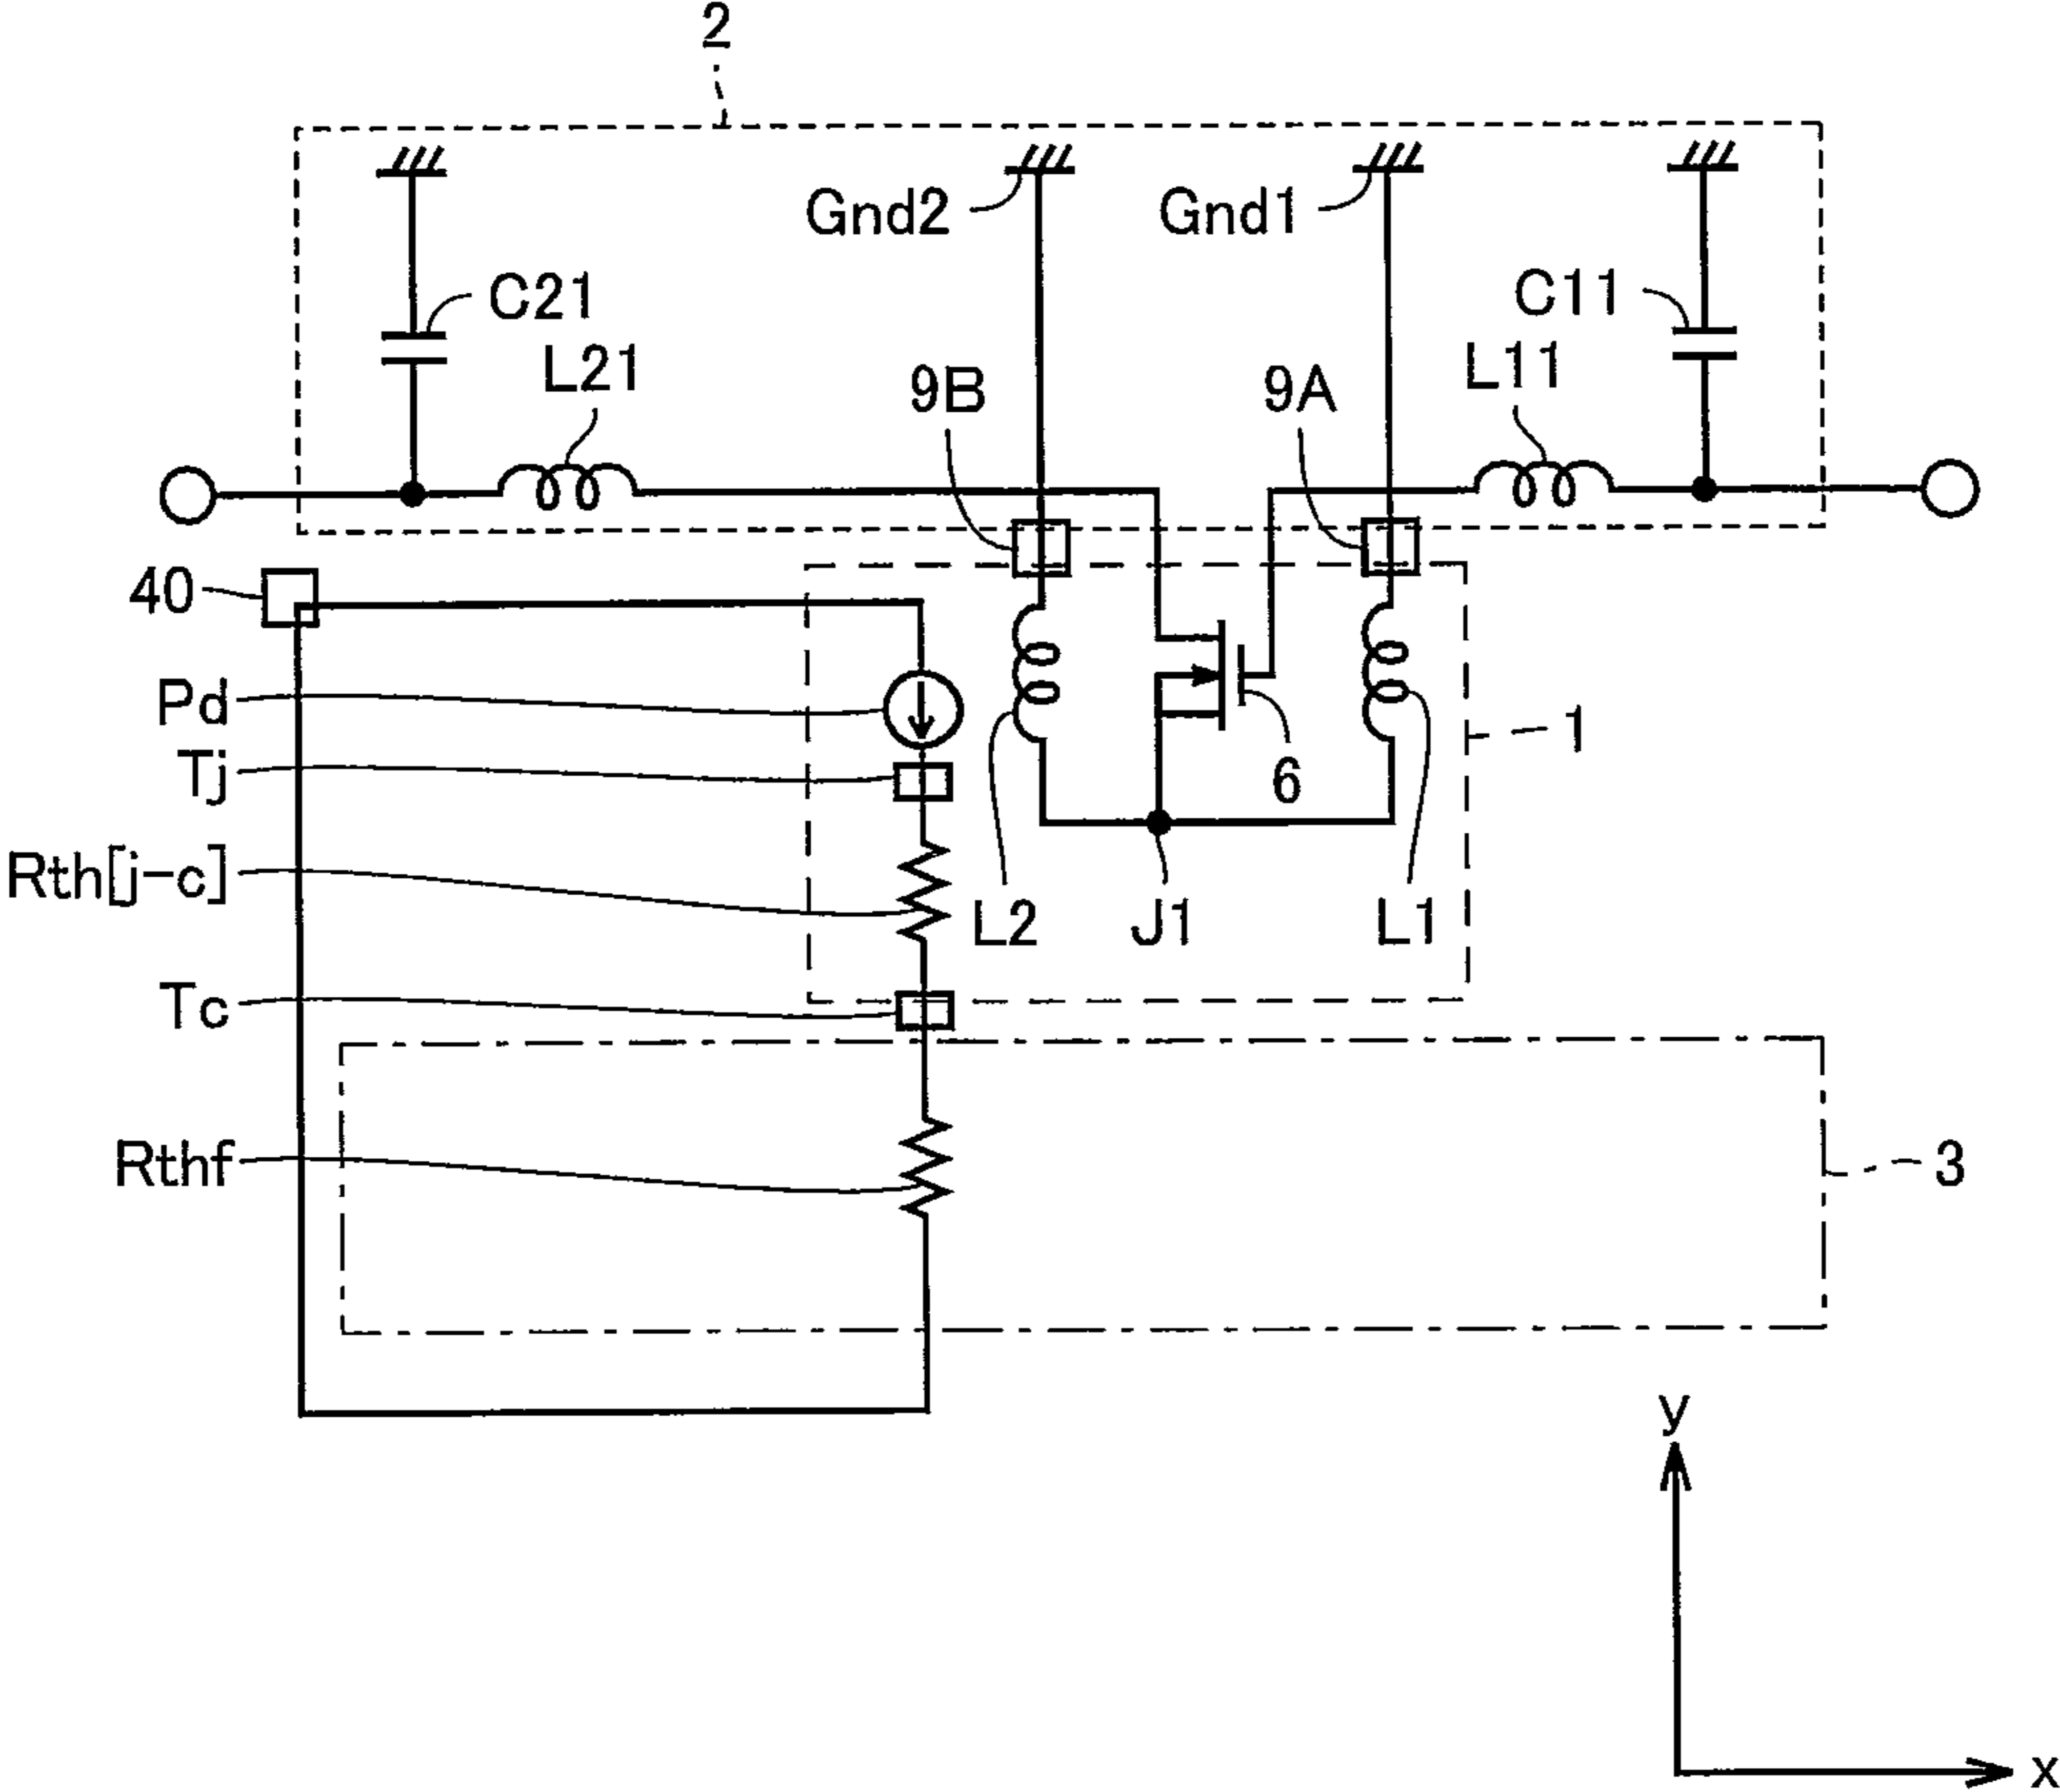 2
Gnd2
Gnd1
C21
C11
L21
L11
9B
9A
40
Pd
1
Tj
6
Rth[j-c]
L2
J1
L1
Tc
Rthf
3
y
x